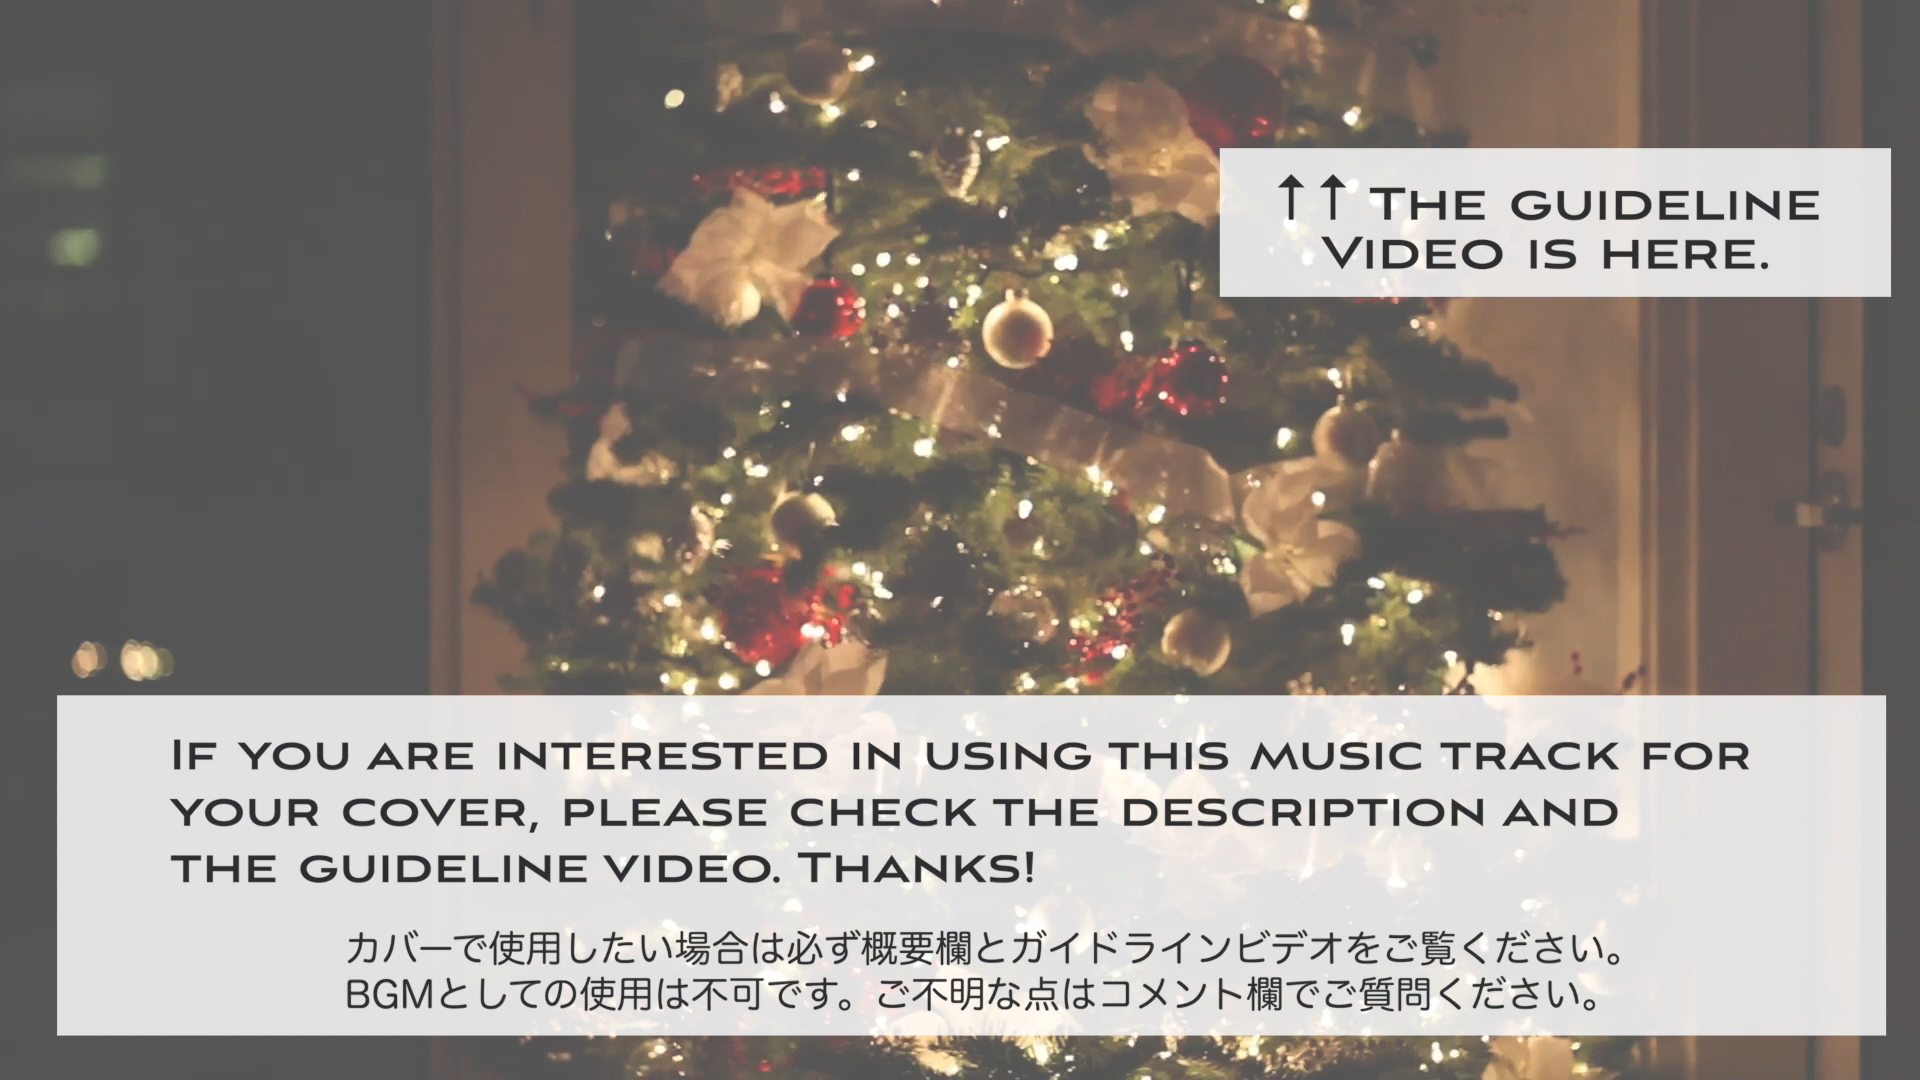 ↑↑ The guideline
Video is here.
If you are interested in using this music track for
your cover, please check the description and
the guideline video. Thanks!
カバーで使用したい場合は必ず概要欄とガイドラインビデオをご覧ください。
BGMとしての使用は不可です。ご不明な点はコメント欄でご質問ください。